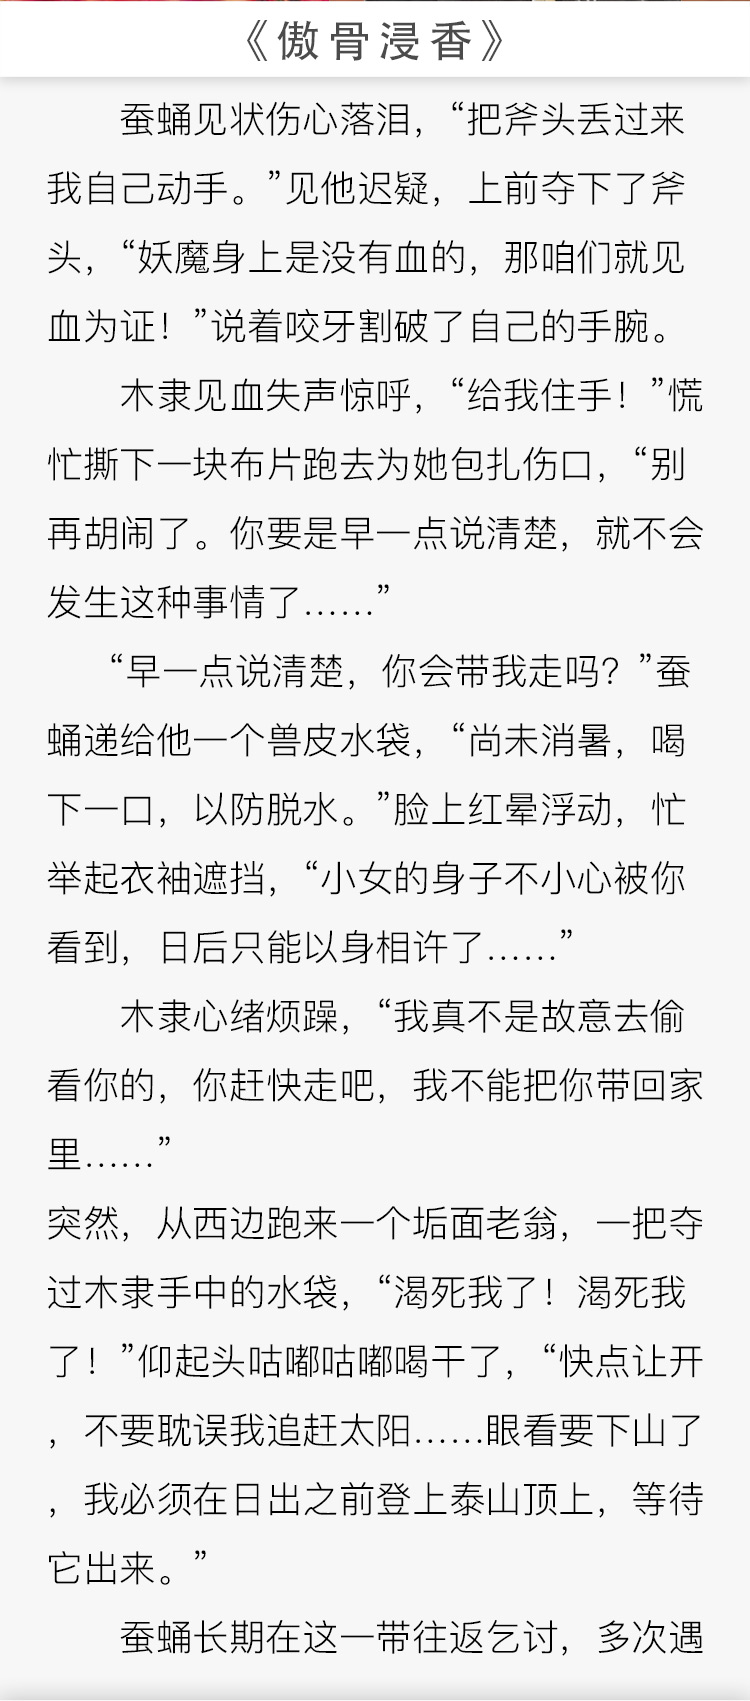 《傲骨浸香》
蚕蛹见状伤心落泪，“把斧头丢过来
我自己动手。”见他迟疑，上前夺下了斧
头，“妖魔身上是没有血的，那咱们就见
血为证！”说着咬牙割破了自己的手腕。
木隶见血失声惊呼，“给我住手！”慌
忙撕下一块布片跑去为她包扎伤口，“别
再胡闹了。你要是早一点说清楚，就不会
发生这种事情了……”
“早一点说清楚，你会带我走吗？”蚕
蛹递给他一个兽皮水袋，“尚未消暑，喝
下一口，以防脱水。”脸上红晕浮动，忙
举起衣袖遮挡，“小女的身子不小心被你
看到，日后只能以身相许了……”
木隶心绪烦躁，“我真不是故意去偷
看你的，你赶快走吧，我不能把你带回家
里……”
突然，从西边跑来一个垢面老翁，一把夺
过木隶手中的水袋，“渴死我了！渴死我
了！”仰起头咕嘟咕嘟喝干了，“快点让开
，不要耽误我追赶太阳……眼看要下山了
，我必须在日出之前登上泰山顶上，等待
它出来。”
蚕蛹长期在这一带往返乞讨，多次遇